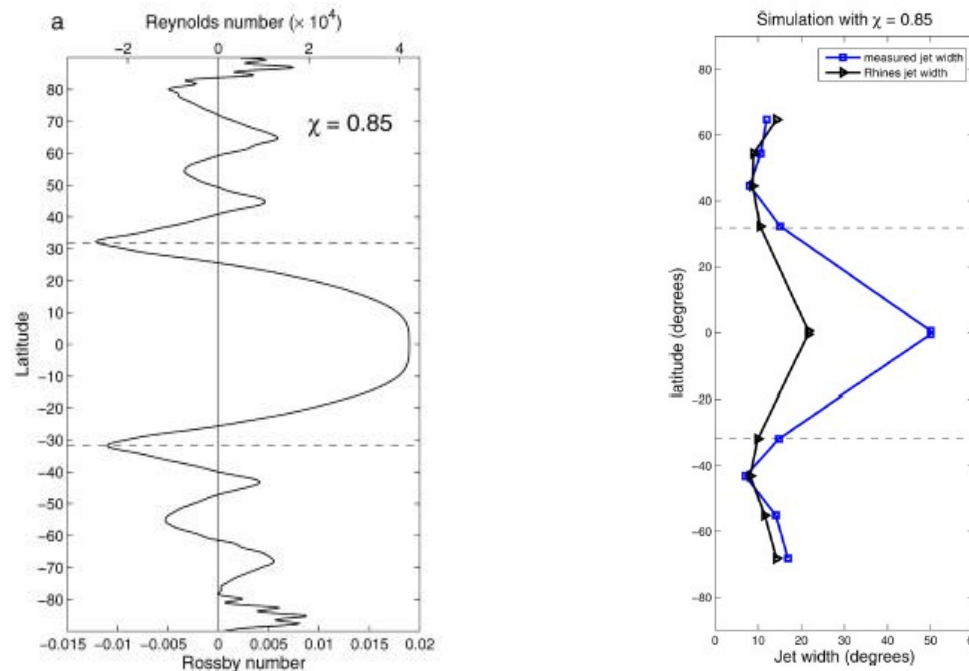 a
Reynolds number (× 10⁴)
-2 0 2 4
χ = 0.85
80
70
60
50
40
30
20
10
0
-10
-20
-30
-40
-50
-60
-70
-80
Latitude
-0.015 -0.01 -0.005 0 0.005 0.01 0.015 0.02
Rossby number
Simulation with χ = 0.85
measured jet width
Rhines jet width
80
60
40
20
0
-20
-40
-60
-80
latitude (degrees)
0 10 20 30 40 50 60
Jet width (degrees)